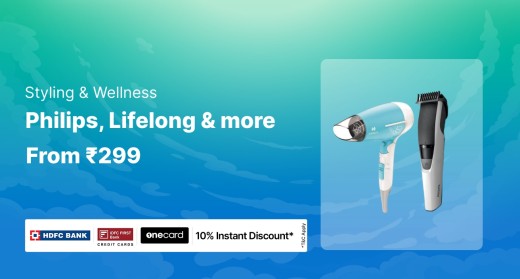 Styling & Wellness
Philips, Lifelong & more
From ₹299
HDFC BANK
IDFC FIRST
Bank
CREDIT CARDS
onecard
10% Instant Discount*
*T&C Apply